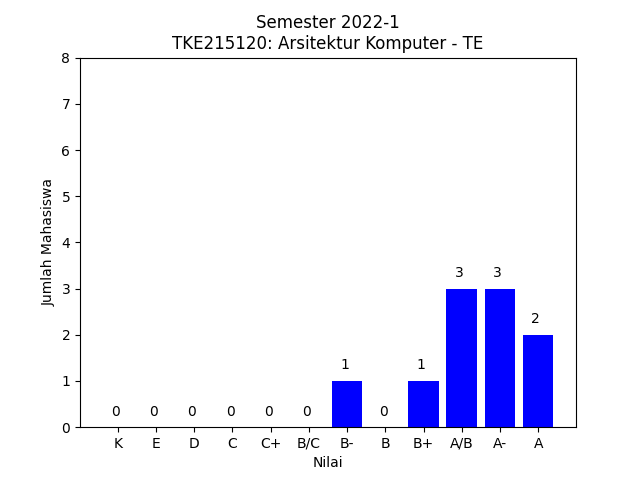 Semester 2022-1
TKE215120: Arsitektur Komputer - TE
8
7
6
5
4
3
2
1
0
Jumlah Mahasiswa
0 0 0 0 0 0 1 0 1 3 3 2
K E D C C+ B/C B- B B+ A/B A- A
Nilai